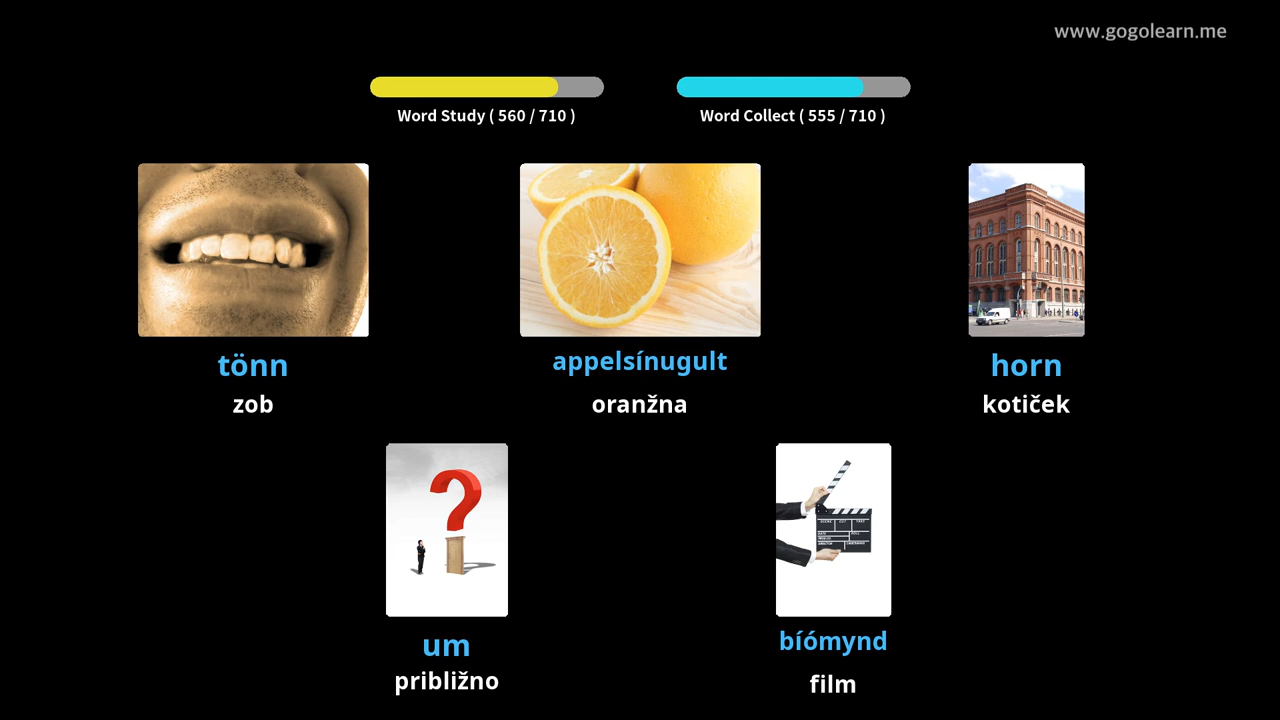 www.gogolearn.me
Word Study ( 560 / 710 )
Word Collect ( 555 / 710 )
tönn
zob
appelsínugult
oranžna
horn
kotiček
um
približno
bíómynd
film